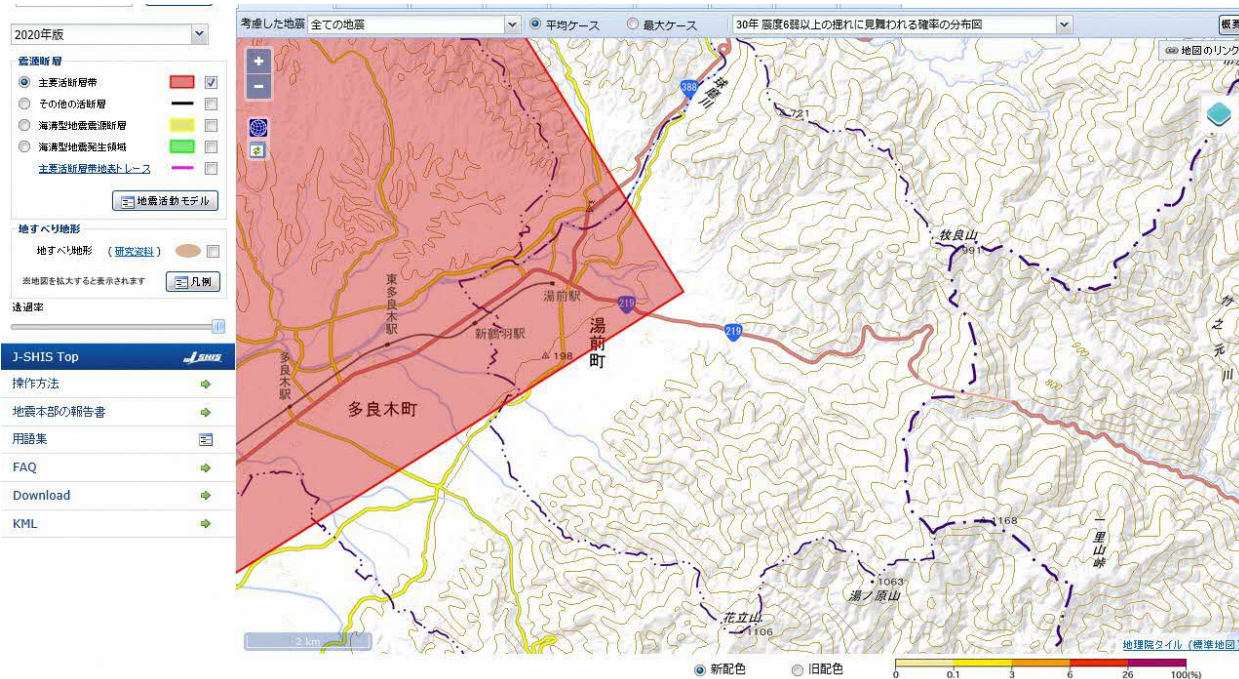 2020年版
震源断層
主要活断層帯
その他の活断層
海溝型地震震源断層
海溝型地震発生領域
主要活断層帯地表トレース
地震活動モデル
地すべり地形
地すべり地形 (研究資料)
※地図を拡大すると表示されます
凡例
透過率
J-SHIS Top
J-SHIS
操作方法
地震本部の報告書
用語集
FAQ
Download
KML
考慮した地震 全ての地震
平均ケース
最大ケース
30年 震度6弱以上の揺れに見舞われる確率の分布図
概要
地図のリンク
+
-
388
球磨川
721
牧良山
991
竹之元川
東多良木駅
湯前駅
219
219
新鶴羽駅
湯前町
198
多良木駅
多良木町
900
800
1168
一里山峠
1063
湯ノ原山
花立山
1106
2 km
地理院タイル (標準地図)
新配色
旧配色
0 0.1 3 6 26 100(%)